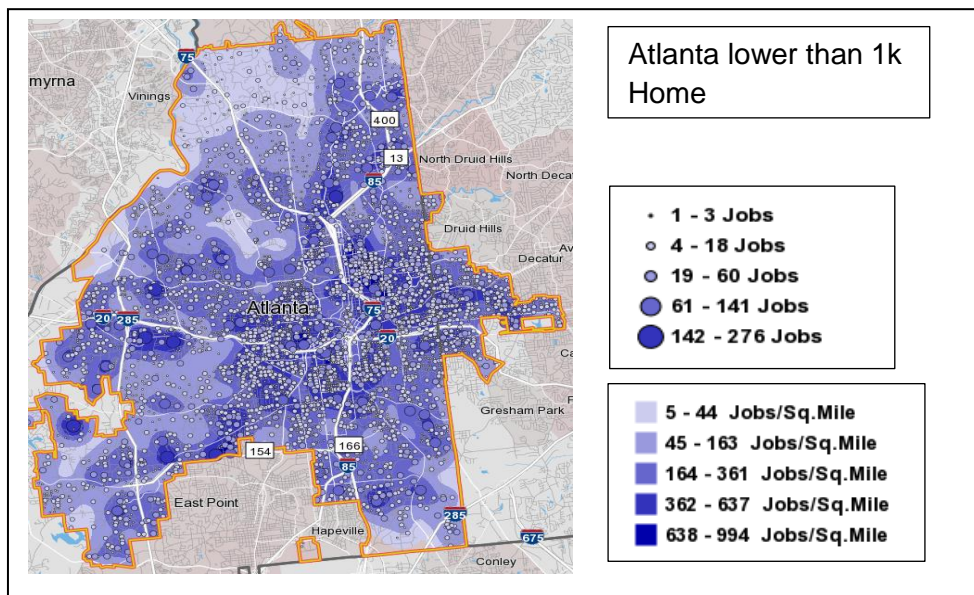 Atlanta lower than 1k
Home
75
myrna
Vinings
400
13
North Druid Hills
85
North Decatur
Druid Hills
Av
Decatur
Atlanta
75
20
285
20
Ca
Gresham Park
154
166
85
East Point
Hapeville
285
675
Conley
1 - 3 Jobs
4 - 18 Jobs
19 - 60 Jobs
61 - 141 Jobs
142 - 276 Jobs
5 - 44 Jobs/Sq.Mile
45 - 163 Jobs/Sq.Mile
164 - 361 Jobs/Sq.Mile
362 - 637 Jobs/Sq.Mile
638 - 994 Jobs/Sq.Mile